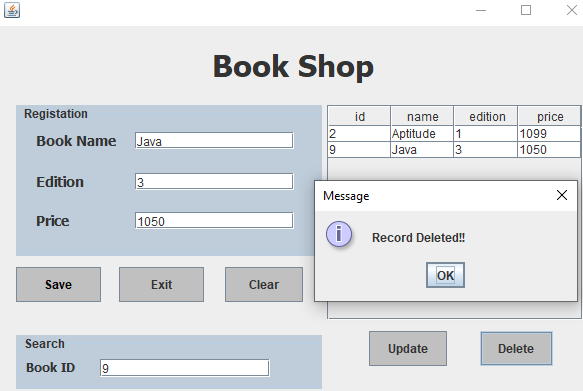 Book Shop
Registation
Book Name Java
Edition 3
Price 1050
Save Exit Clear
Search
Book ID 9
id name edition price
2 Aptitude 1 1099
9 Java 3 1050
Message
i
Record Deleted!!
OK
Update Delete